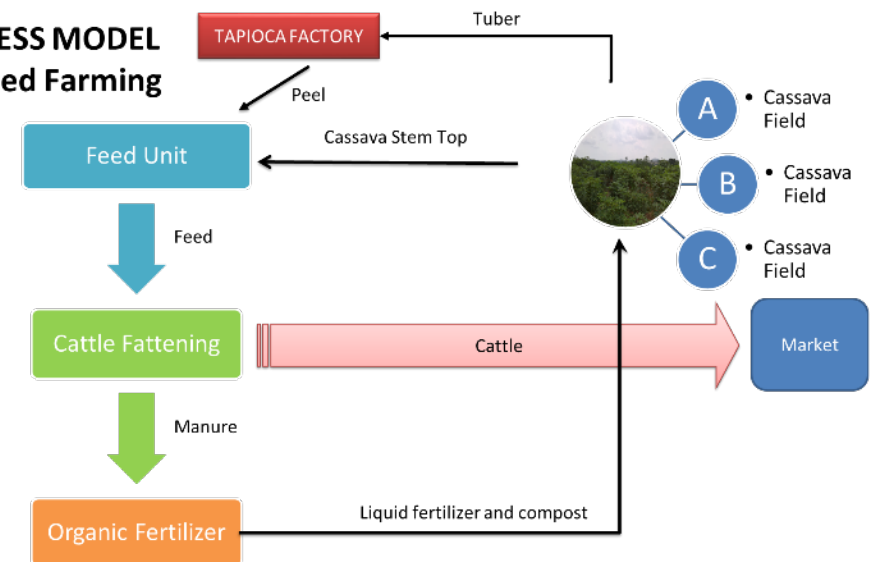 ESS MODEL
ed Farming
TAPIOCA FACTORY
Tuber
Peel
Feed Unit
Cassava Stem Top
A
• Cassava
Field
B
• Cassava
Field
C
• Cassava
Field
Feed
Cattle Fattening
Cattle
Market
Manure
Organic Fertilizer
Liquid fertilizer and compost